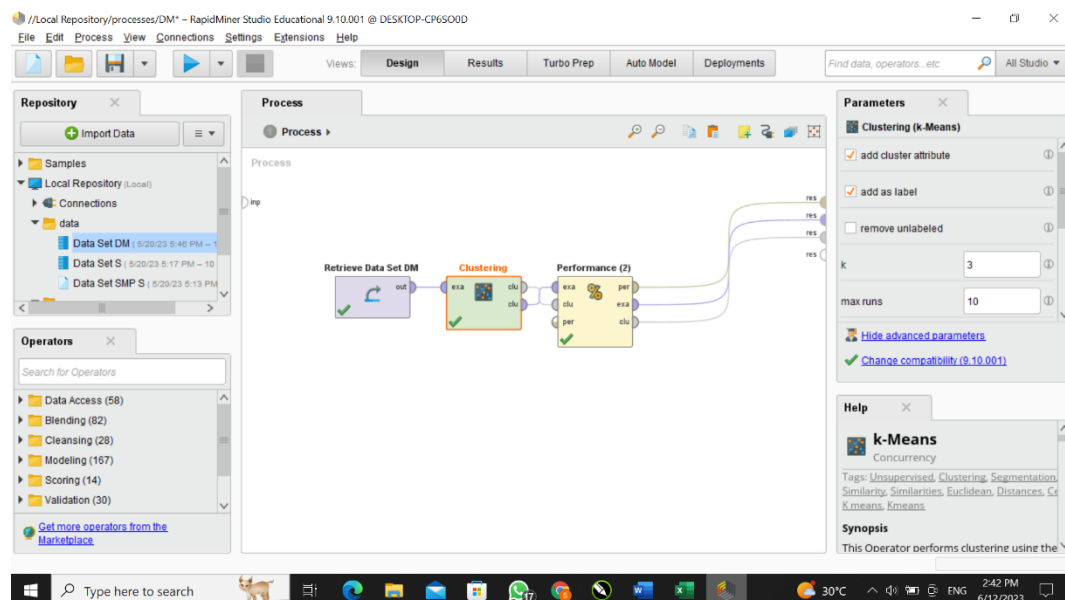 //Local Repository/processes/DM* – RapidMiner Studio Educational 9.10.001 @ DESKTOP-CP6SO0D
File Edit Process View Connections Settings Extensions Help
Views: Design Results Turbo Prep Auto Model Deployments
Find data, operators...etc All Studio
Repository
Import Data
Samples
Local Repository (Local)
Connections
data
Data Set DM ( 5/20/23 5:46 PM – 1
Data Set S ( 5/20/23 5:17 PM – 10
Data Set SMP S ( 5/20/23 5:13 PM
Operators
Search for Operators
Data Access (58)
Blending (82)
Cleansing (28)
Modeling (167)
Scoring (14)
Validation (30)
Get more operators from the
Marketplace
Process
Process
Process
inp
res
res
res
res
Retrieve Data Set DM
out
Clustering
exa clu
clu
Performance (2)
exa per
clu exa
per clu
Parameters
Clustering (k-Means)
add cluster attribute
add as label
remove unlabeled
k 3
max runs 10
Hide advanced parameters
Change compatibility (9.10.001)
Help
k-Means
Concurrency
Tags: Unsupervised, Clustering, Segmentation,
Similarity, Similarities, Euclidean, Distances, Ce
K means, Kmeans
Synopsis
This Operator performs clustering using the
Type here to search
17
30°C
ENG
2:42 PM
6/12/2023